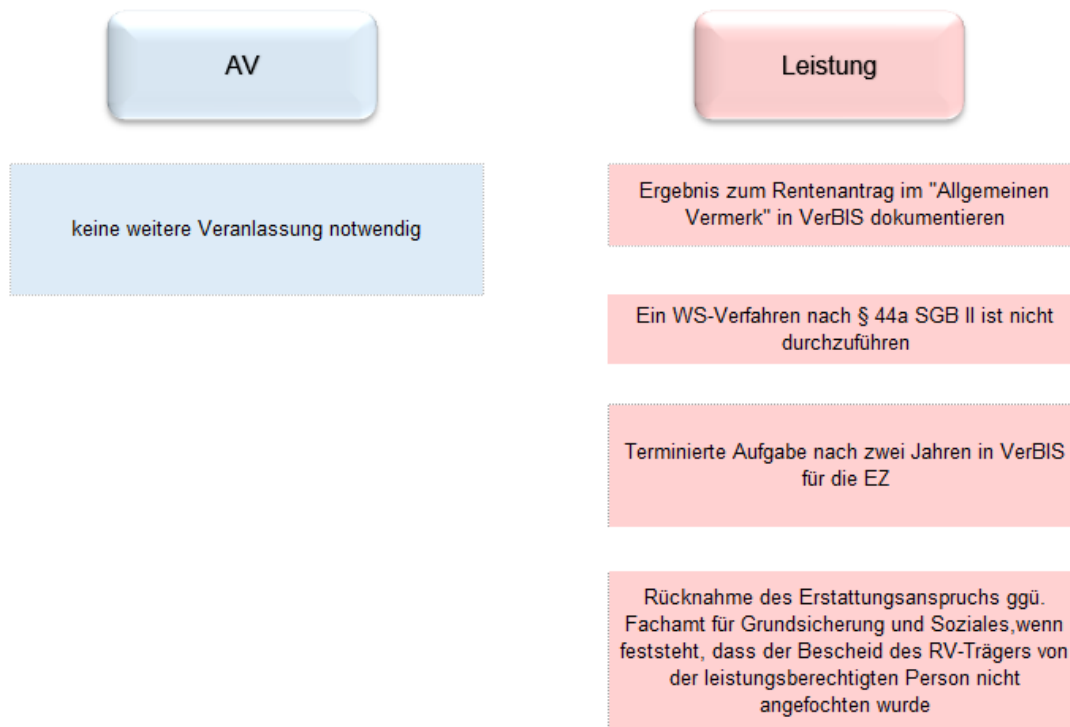 AV
keine weitere Veranlassung notwendig
Leistung
Ergebnis zum Rentenantrag im "Allgemeinen
Vermerk" in VerBIS dokumentieren
Ein WS-Verfahren nach § 44a SGB II ist nicht
durchzuführen
Terminierte Aufgabe nach zwei Jahren in VerBIS
für die EZ
Rücknahme des Erstattungsanspruchs ggü.
Fachamt für Grundsicherung und Soziales,wenn
feststeht, dass der Bescheid des RV-Trägers von
der leistungsberechtigten Person nicht
angefochten wurde